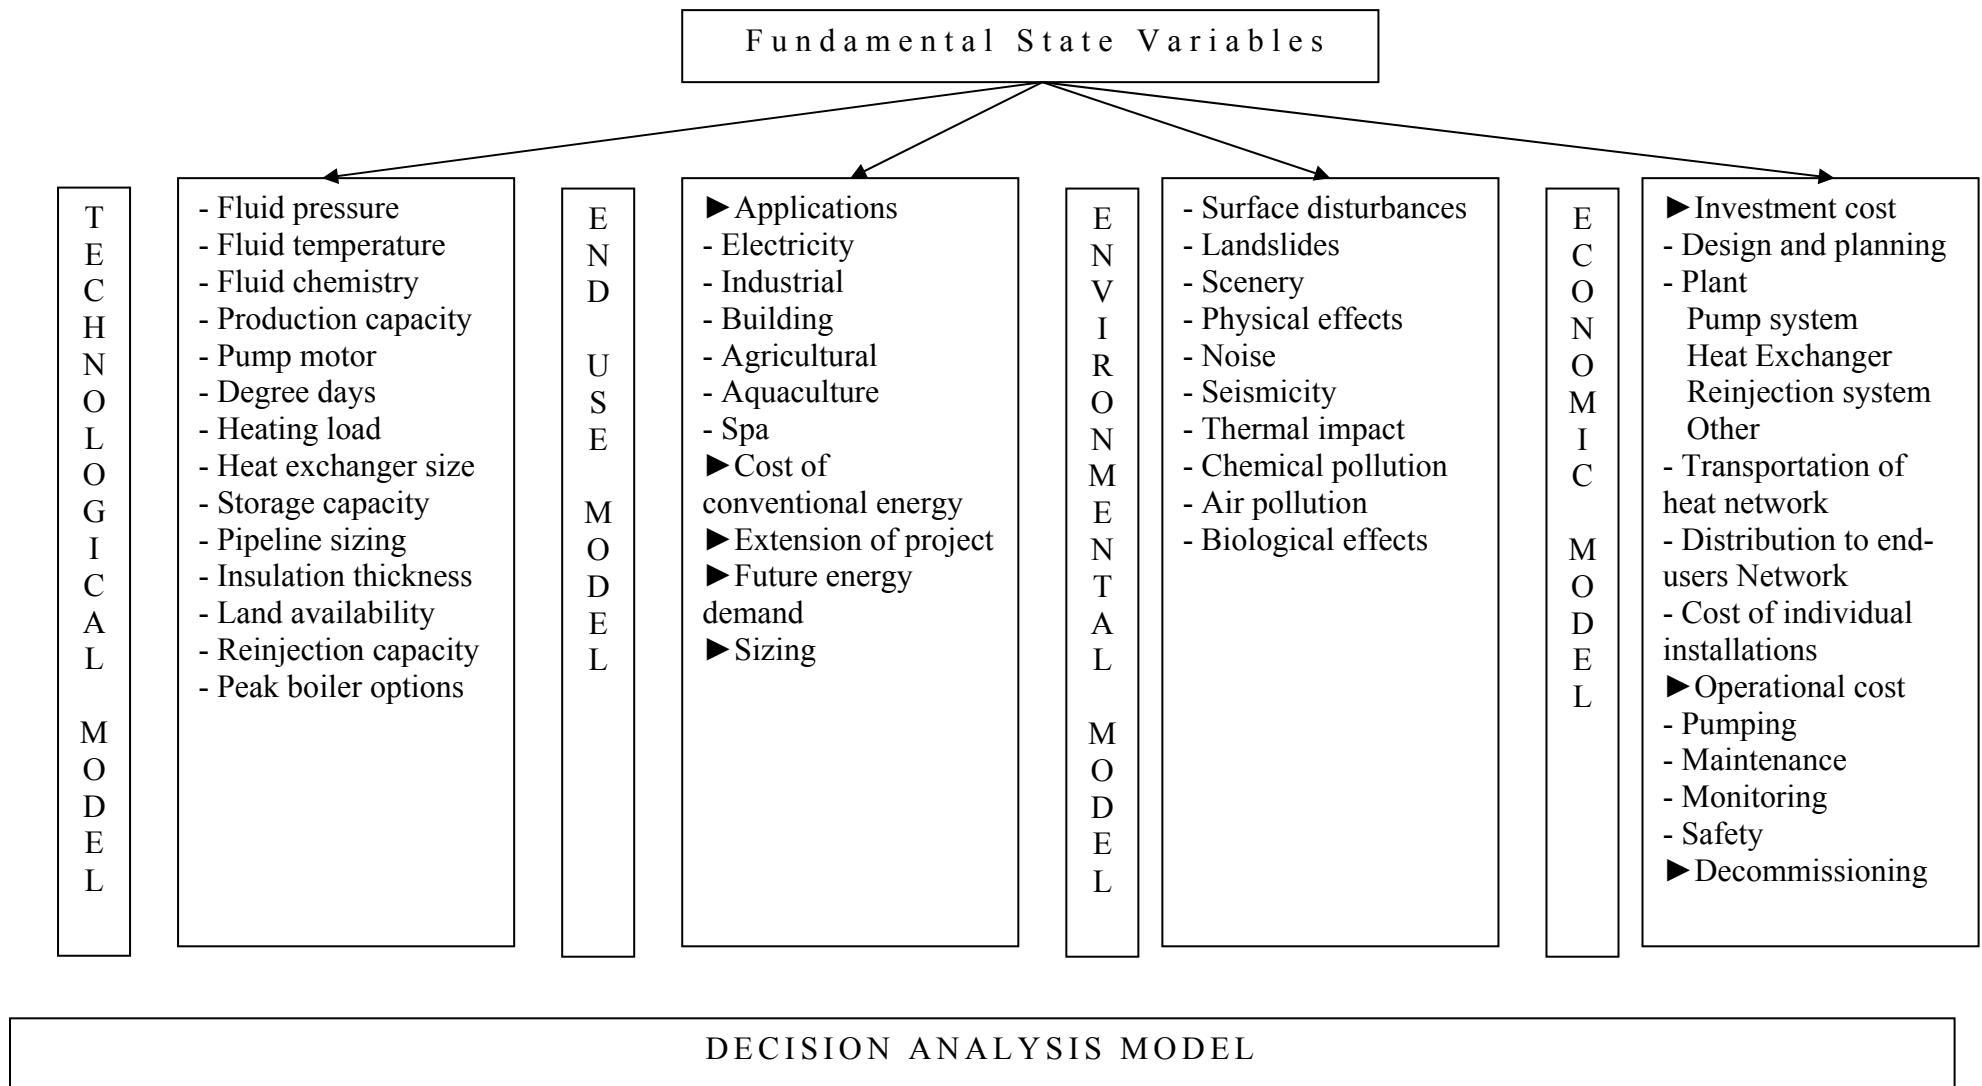 Fundamental State Variables
TECHNOLOGICAL MODEL
- Fluid pressure
- Fluid temperature
- Fluid chemistry
- Production capacity
- Pump motor
- Degree days
- Heating load
- Heat exchanger size
- Storage capacity
- Pipeline sizing
- Insulation thickness
- Land availability
- Reinjection capacity
- Peak boiler options
END USE MODEL
►Applications
- Electricity
- Industrial
- Building
- Agricultural
- Aquaculture
- Spa
►Cost of
conventional energy
►Extension of project
►Future energy
demand
►Sizing
ENVIRONMENTAL MODEL
- Surface disturbances
- Landslides
- Scenery
- Physical effects
- Noise
- Seismicity
- Thermal impact
- Chemical pollution
- Air pollution
- Biological effects
ECONOMIC MODEL
►Investment cost
- Design and planning
- Plant
Pump system
Heat Exchanger
Reinjection system
Other
- Transportation of
heat network
- Distribution to end-
users Network
- Cost of individual
installations
►Operational cost
- Pumping
- Maintenance
- Monitoring
- Safety
►Decommissioning
DECISION ANALYSIS MODEL